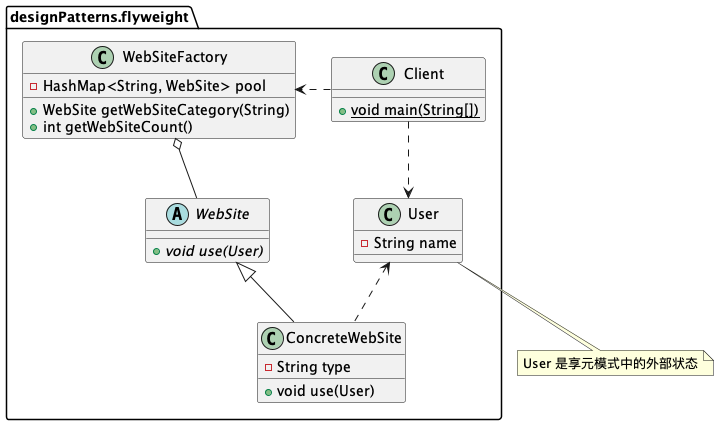 designPatterns.flyweight
C WebSiteFactory
HashMap<String, WebSite> pool
WebSite getWebSiteCategory(String)
int getWebSiteCount()
C Client
void main(String[])
A WebSite
void use(User)
C User
String name
C ConcreteWebSite
String type
void use(User)
User 是享元模式中的外部状态